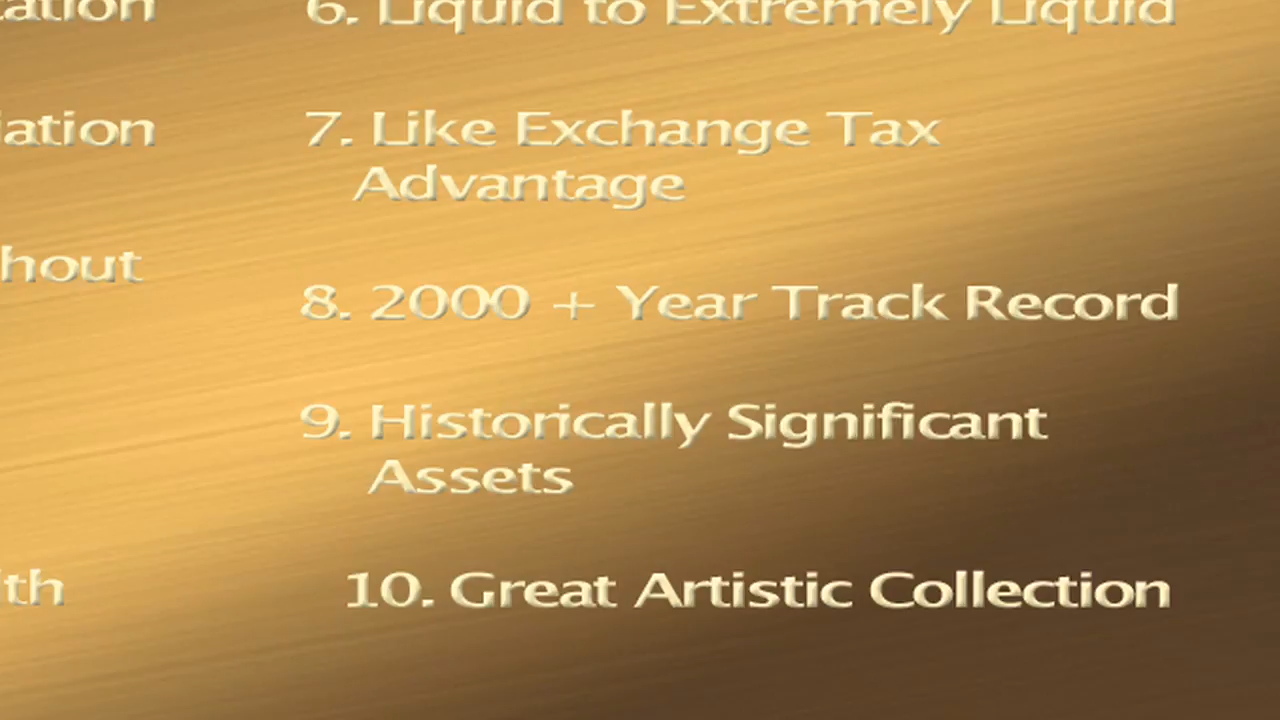 6. Liquid to Extremely Liquid
7. Like Exchange Tax
Advantage
8. 2000 + Year Track Record
9. Historically Significant
Assets
10. Great Artistic Collection